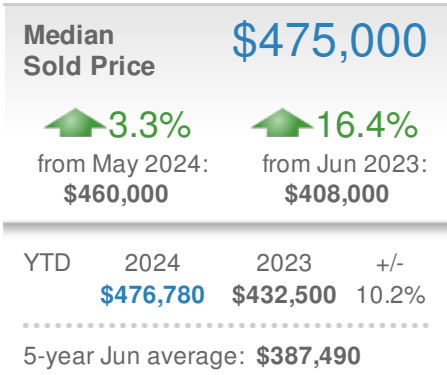 Median $475,000
Sold Price
3.3% 16.4%
from May 2024: from Jun 2023:
$460,000 $408,000
YTD 2024 2023 +/-
$476,780 $432,500 10.2%
5-year Jun average: $387,490